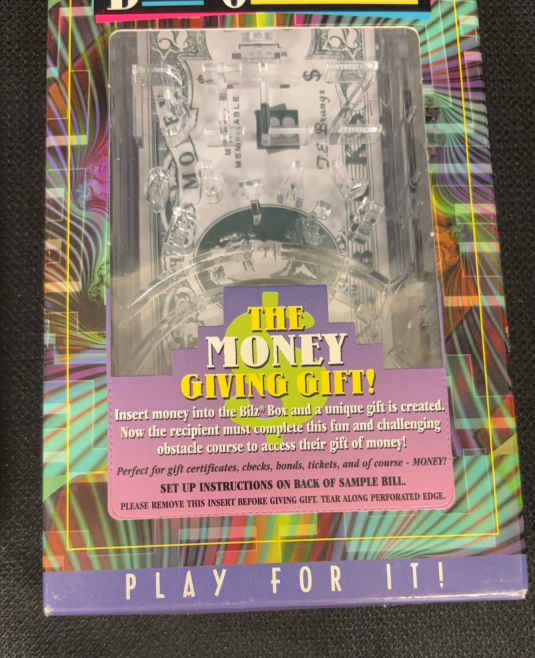 THE
MONEY
GIVING GIFT!
Insert money into the Bilz® Box and a unique gift is created.
Now the recipient must complete this fun and challenging
obstacle course to access their gift of money!
Perfect for gift certificates, checks, bonds, tickets, and of course - MONEY!
SET UP INSTRUCTIONS ON BACK OF SAMPLE BILL.
PLEASE REMOVE THIS INSERT BEFORE GIVING GIFT. TEAR ALONG PERFORATED EDGE.
PLAY FOR IT!